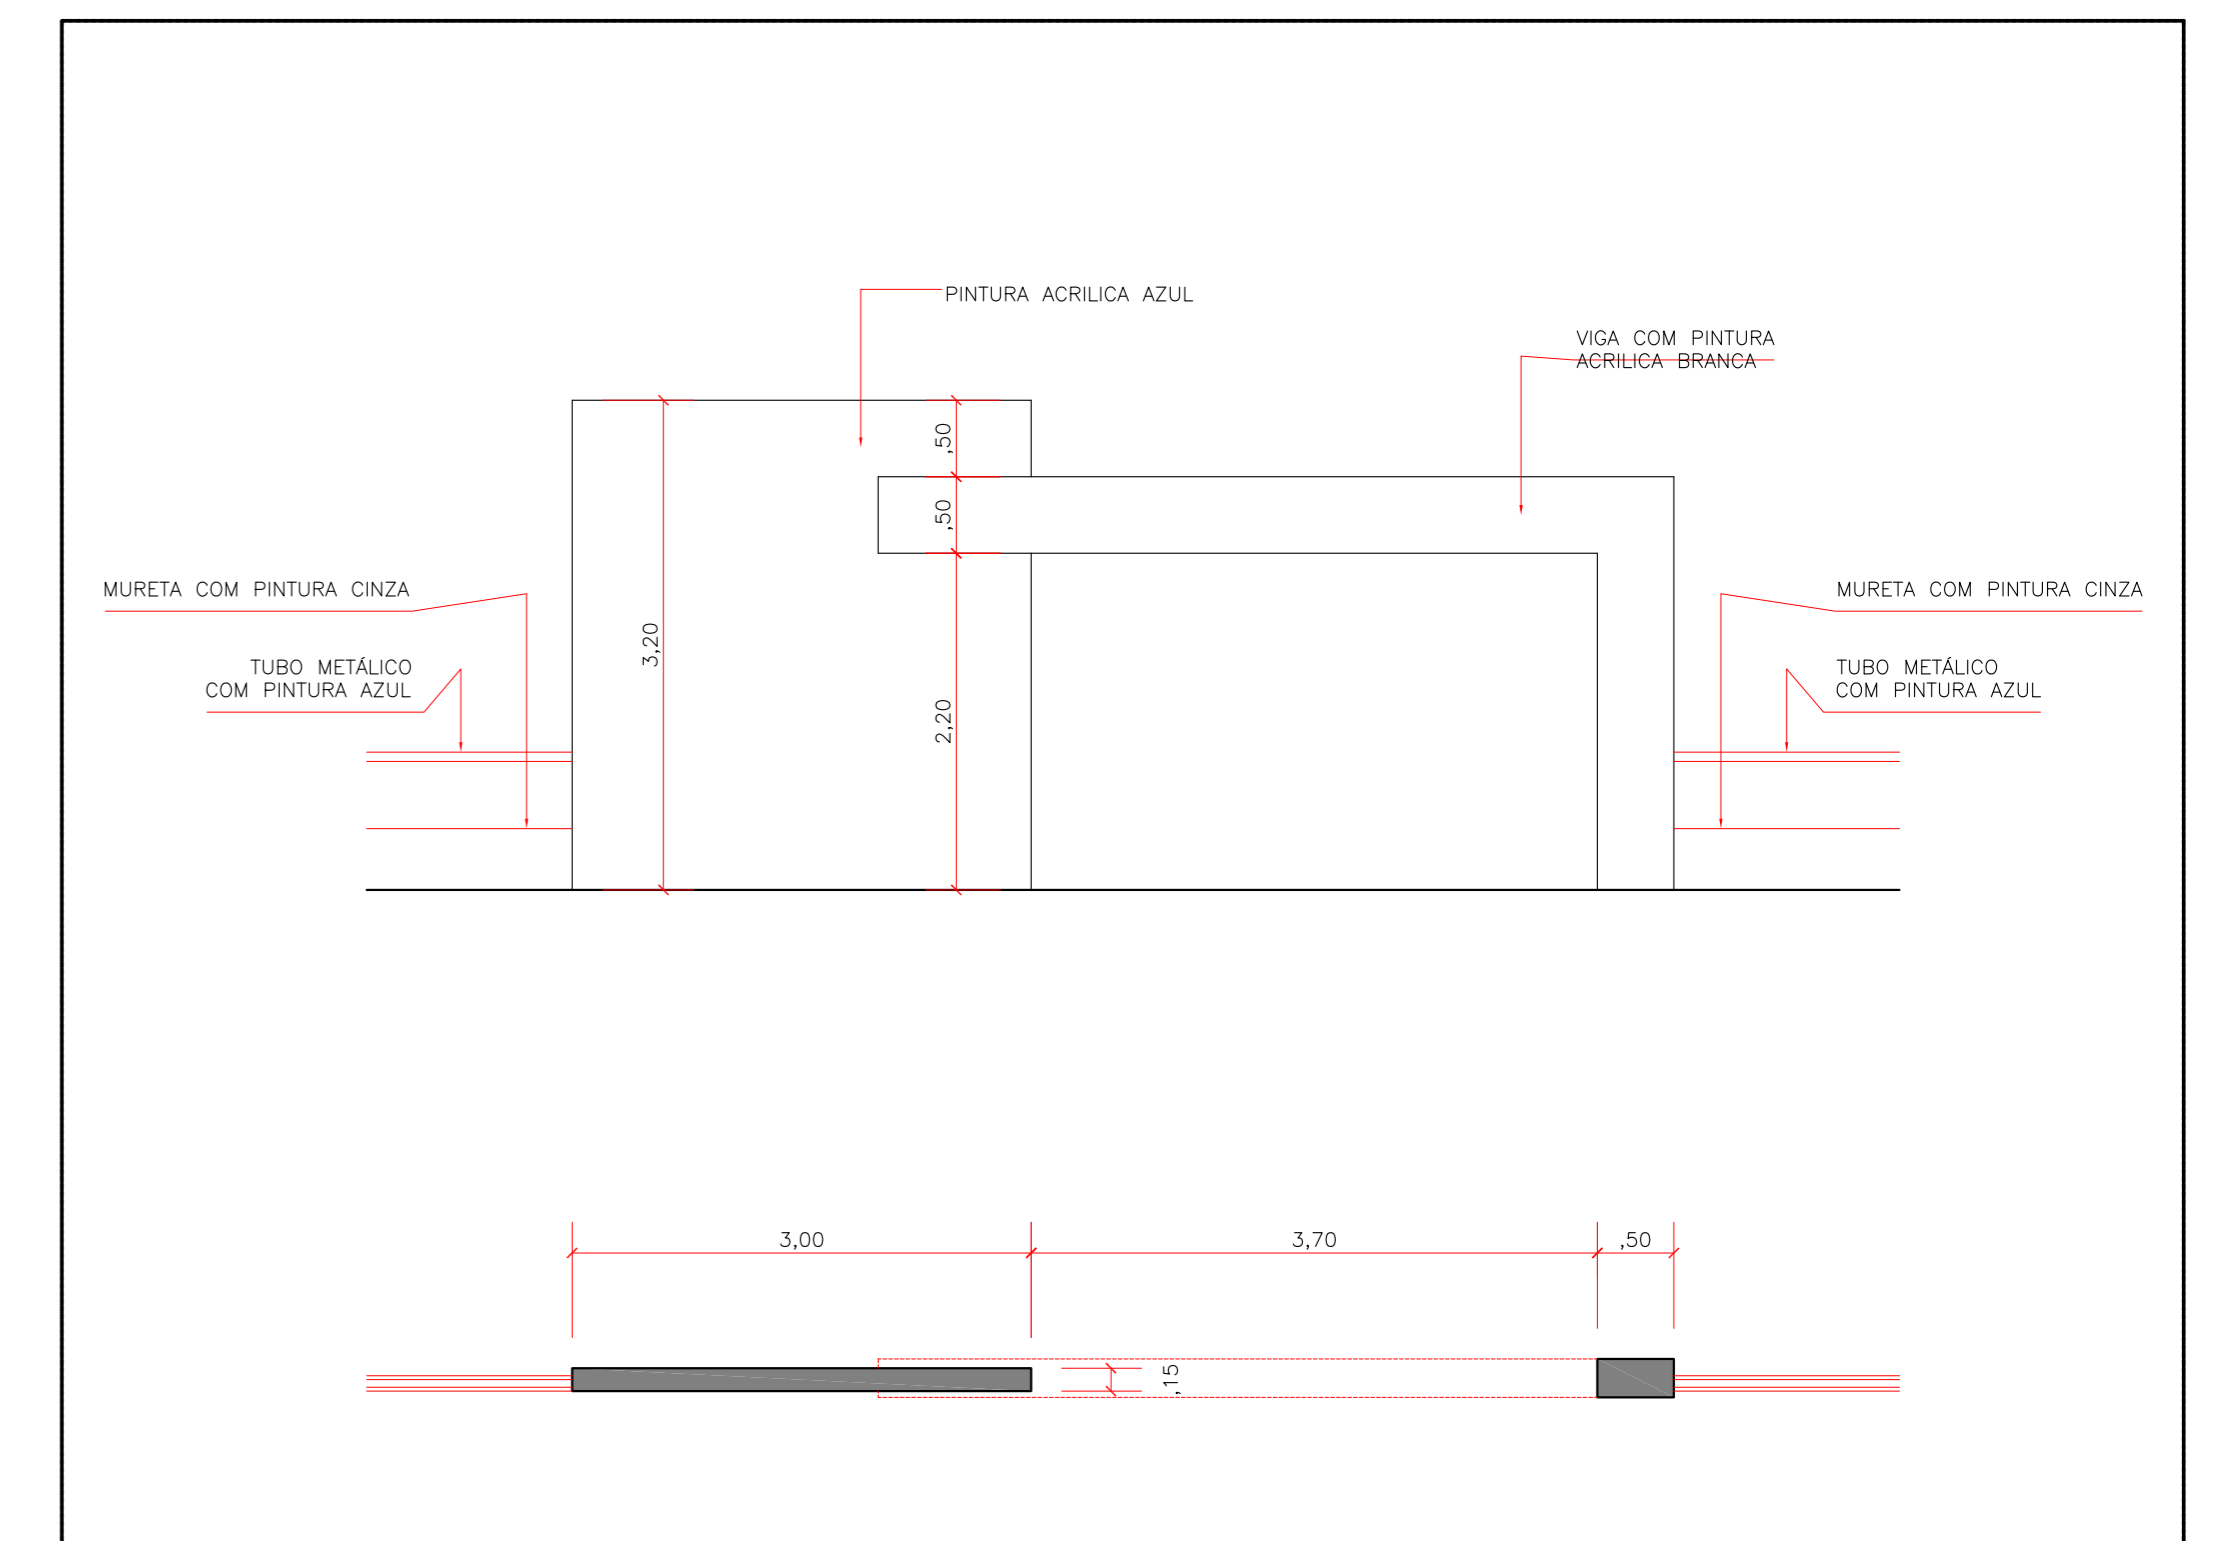 PINTURA ACRILICA AZUL
VIGA COM PINTURA
ACRILICA BRANCA
,50
,50
MURETA COM PINTURA CINZA
MURETA COM PINTURA CINZA
3,20
TUBO METÁLICO
COM PINTURA AZUL
TUBO METÁLICO
COM PINTURA AZUL
2,20
3,00
3,70
,50
,15